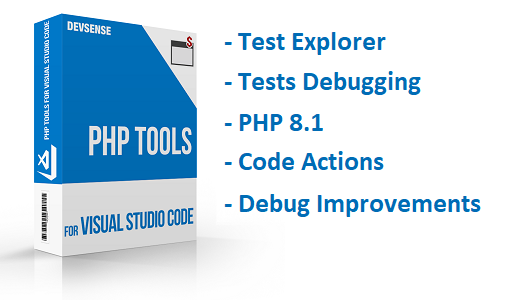 DEVSENSE
S
PHP TOOLS FOR VISUAL STUDIO CODE
PHP TOOLS
FOR VISUAL STUDIO CODE
- Test Explorer
- Tests Debugging
- PHP 8.1
- Code Actions
- Debug Improvements